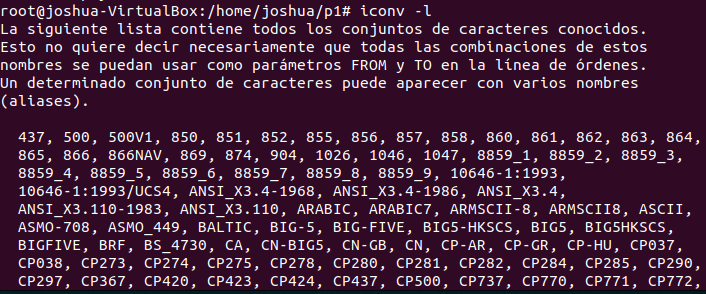 root@joshua-VirtualBox:/home/joshua/p1# iconv -l
La siguiente lista contiene todos los conjuntos de caracteres conocidos.
Esto no quiere decir necesariamente que todas las combinaciones de estos
nombres se puedan usar como parámetros FROM y TO en la línea de órdenes.
Un determinado conjunto de caracteres puede aparecer con varios nombres
(aliases).
437, 500, 500V1, 850, 851, 852, 855, 856, 857, 858, 860, 861, 862, 863, 864,
865, 866, 866NAV, 869, 874, 904, 1026, 1046, 1047, 8859_1, 8859_2, 8859_3,
8859_4, 8859_5, 8859_6, 8859_7, 8859_8, 8859_9, 10646-1:1993,
10646-1:1993/UCS4, ANSI_X3.4-1968, ANSI_X3.4-1986, ANSI_X3.4,
ANSI_X3.110-1983, ANSI_X3.110, ARABIC, ARABIC7, ARMSCII-8, ARMSCII8, ASCII,
ASMO-708, ASMO_449, BALTIC, BIG-5, BIG-FIVE, BIG5-HKSCS, BIG5, BIG5HKSCS,
BIGFIVE, BRF, BS_4730, CA, CN-BIG5, CN-GB, CN, CP-AR, CP-GR, CP-HU, CP037,
CP038, CP273, CP274, CP275, CP278, CP280, CP281, CP282, CP284, CP285, CP290,
CP297, CP367, CP420, CP423, CP424, CP437, CP500, CP737, CP770, CP771, CP772,